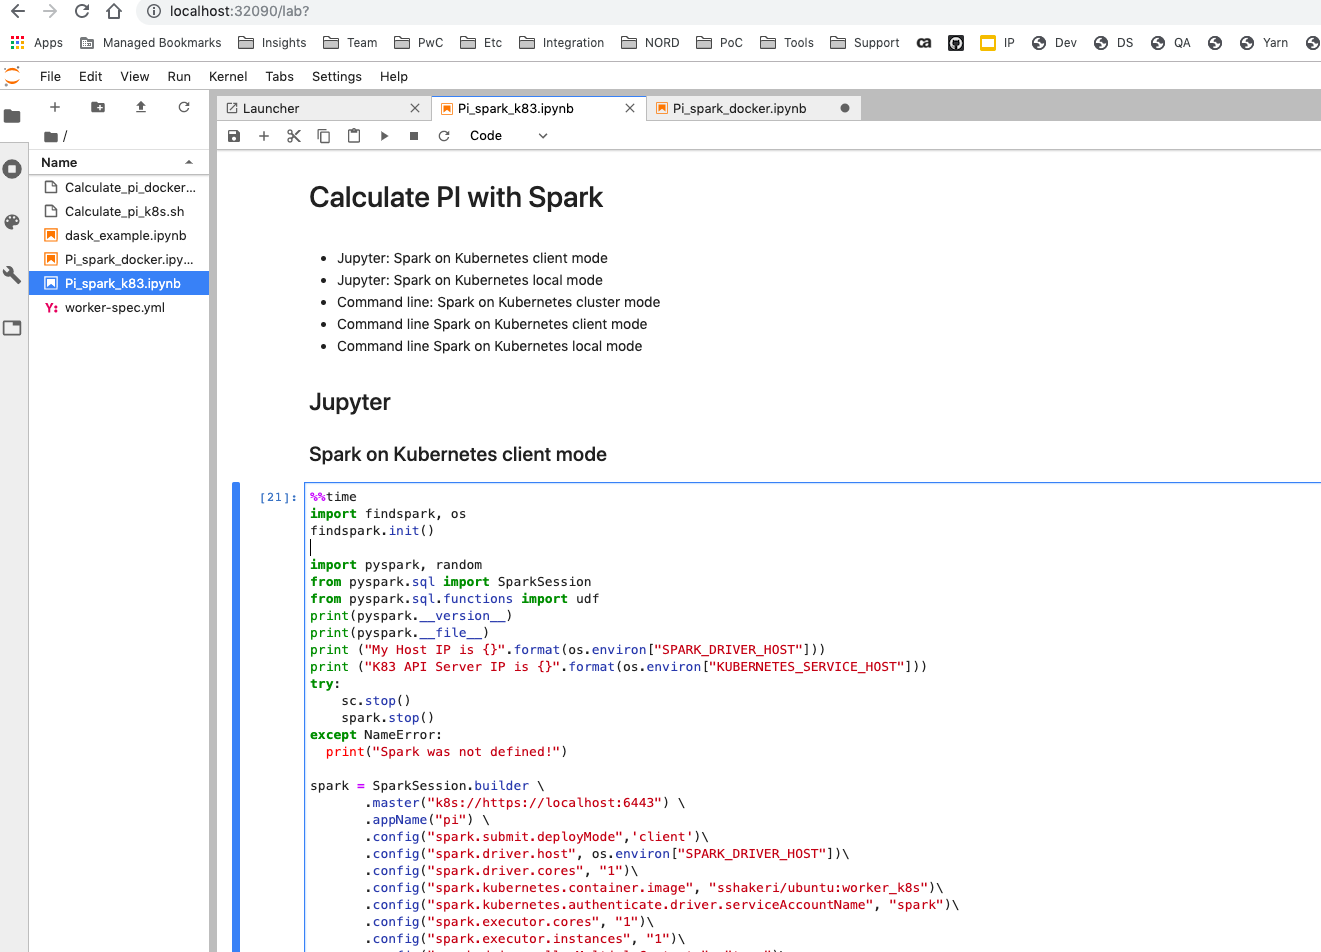 localhost:32090/lab?
Apps Managed Bookmarks Insights Team PwC Etc Integration NORD PoC Tools Support ca IP Dev DS QA Yarn
File Edit View Run Kernel Tabs Settings Help
Launcher Pi_spark_k83.ipynb Pi_spark_docker.ipynb
/
Code
Name
Calculate_pi_docker...
Calculate_pi_k8s.sh
dask_example.ipynb
Pi_spark_docker.ipy...
Pi_spark_k83.ipynb
Y: worker-spec.yml
Calculate PI with Spark
• Jupyter: Spark on Kubernetes client mode
• Jupyter: Spark on Kubernetes local mode
• Command line: Spark on Kubernetes cluster mode
• Command line Spark on Kubernetes client mode
• Command line Spark on Kubernetes local mode
Jupyter
Spark on Kubernetes client mode
[21]: %%time
import findspark, os
findspark.init()
import pyspark, random
from pyspark.sql import SparkSession
from pyspark.sql.functions import udf
print(pyspark.__version__)
print(pyspark.__file__)
print ("My Host IP is {}".format(os.environ["SPARK_DRIVER_HOST"]))
print ("K83 API Server IP is {}".format(os.environ["KUBERNETES_SERVICE_HOST"]))
try:
    sc.stop()
    spark.stop()
except NameError:
  print("Spark was not defined!")
spark = SparkSession.builder \
       .master("k8s://https://localhost:6443") \
       .appName("pi") \
       .config("spark.submit.deployMode",'client')\
       .config("spark.driver.host", os.environ["SPARK_DRIVER_HOST"])\
       .config("spark.driver.cores", "1")\
       .config("spark.kubernetes.container.image", "sshakeri/ubuntu:worker_k8s")\
       .config("spark.kubernetes.authenticate.driver.serviceAccountName", "spark")\
       .config("spark.executor.cores", "1")\
       .config("spark.executor.instances", "1")\